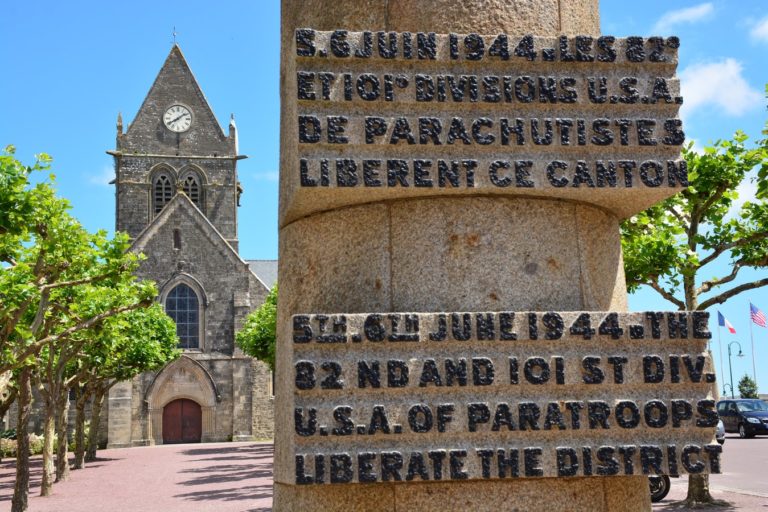 5.6 JUIN 1944.LES 82e
ET 101e DIVISIONS U.S.A.
DE PARACHUTISTES
LIBERENT CE CANTON
5TH.6TH JUNE 1944.THE
82 ND AND 101 ST DIV.
U.S.A. OF PARATROOPS
LIBERATE THE DISTRICT